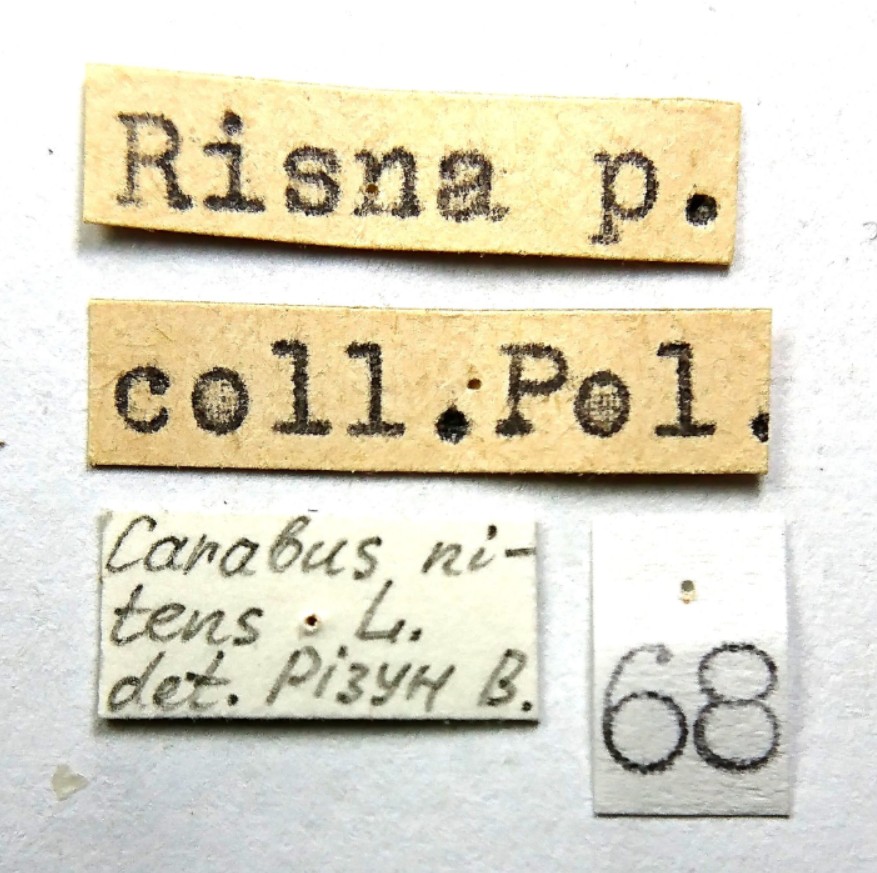 Risna p.
coll.Pol.
Carabus ni-
tens L.
det. Різун В.
68